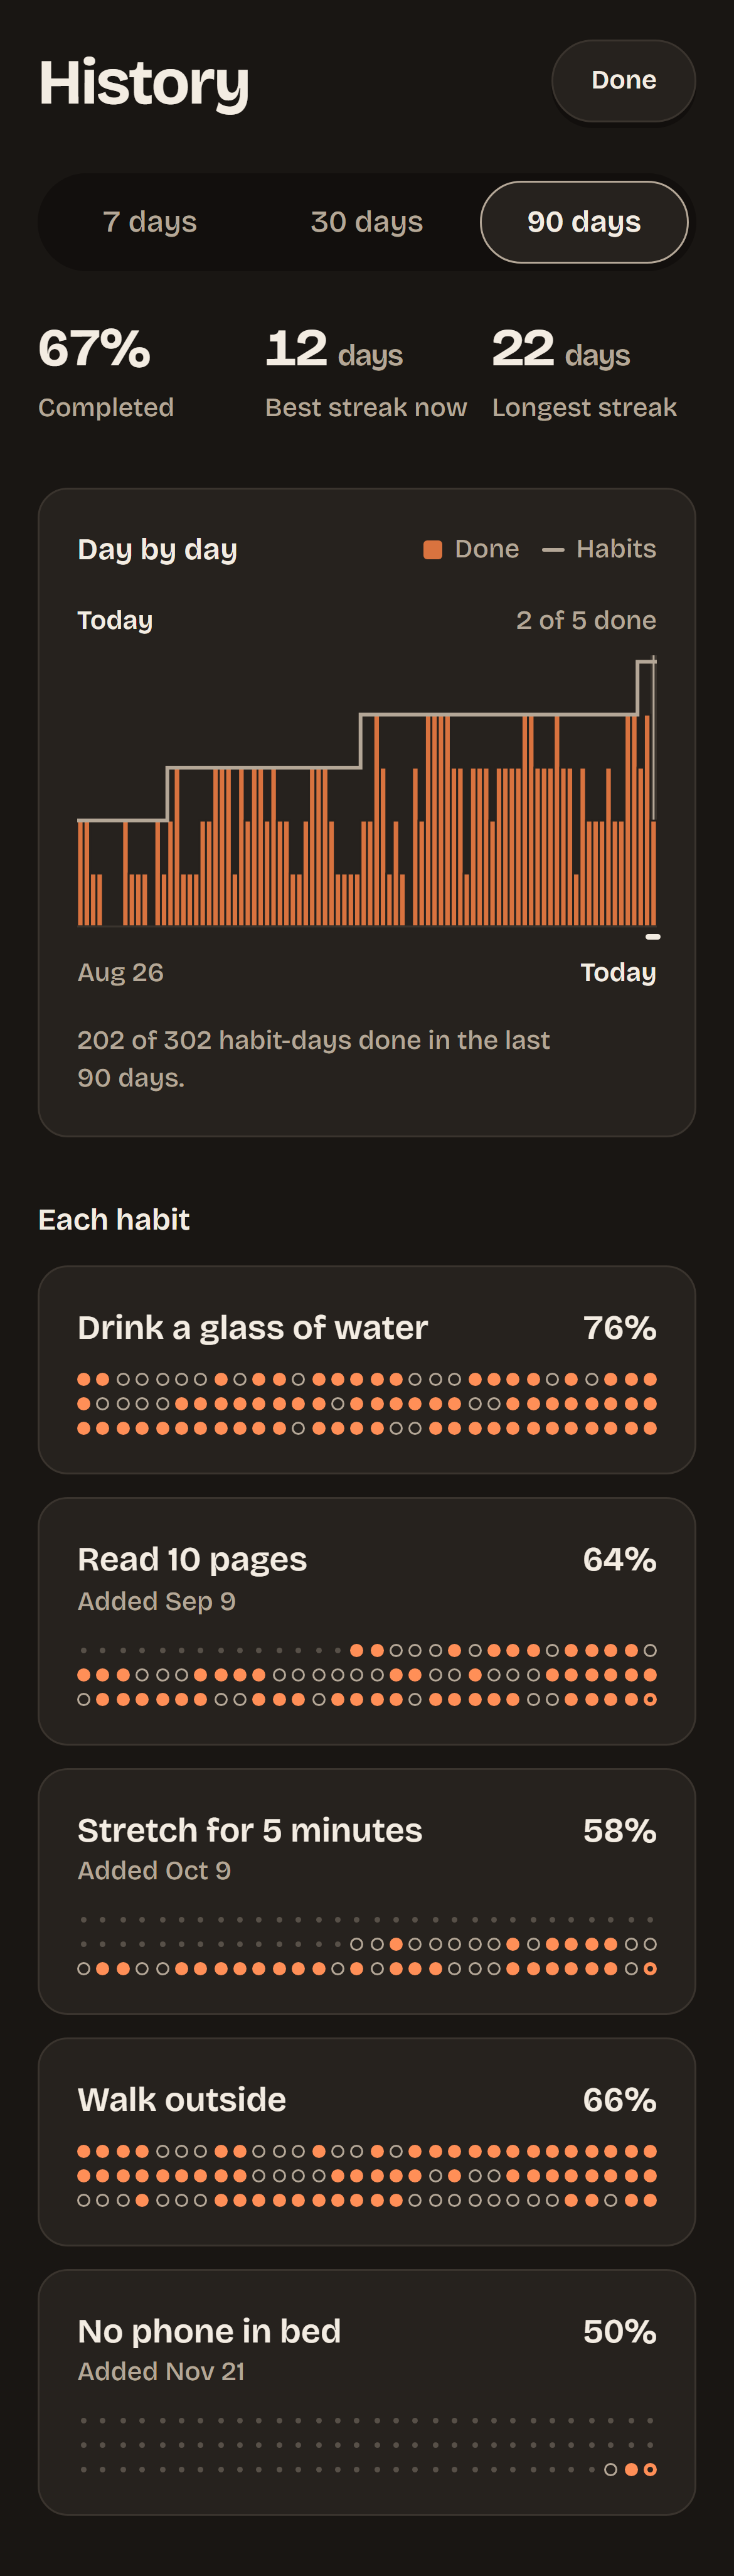 History
Done
7 days
30 days
90 days
67%
12 days
22 days
Completed
Best streak now
Longest streak
Day by day
Done
Habits
Today
2 of 5 done
Aug 26
Today
202 of 302 habit-days done in the last
90 days.
Each habit
Drink a glass of water
76%
Read 10 pages
64%
Added Sep 9
Stretch for 5 minutes
58%
Added Oct 9
Walk outside
66%
No phone in bed
50%
Added Nov 21